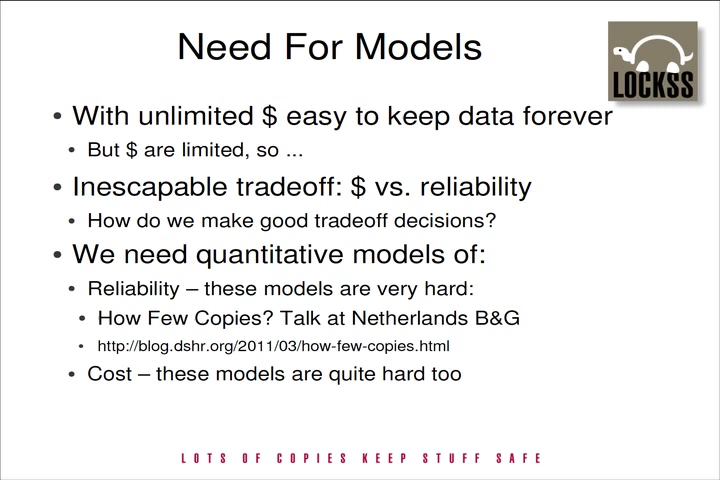 Need For Models
LOCKSS
• With unlimited $ easy to keep data forever
• But $ are limited, so ...
• Inescapable tradeoff: $ vs. reliability
• How do we make good tradeoff decisions?
• We need quantitative models of:
• Reliability – these models are very hard:
• How Few Copies? Talk at Netherlands B&G
• http://blog.dshr.org/2011/03/how-few-copies.html
• Cost – these models are quite hard too
LOTS OF COPIES KEEP STUFF SAFE